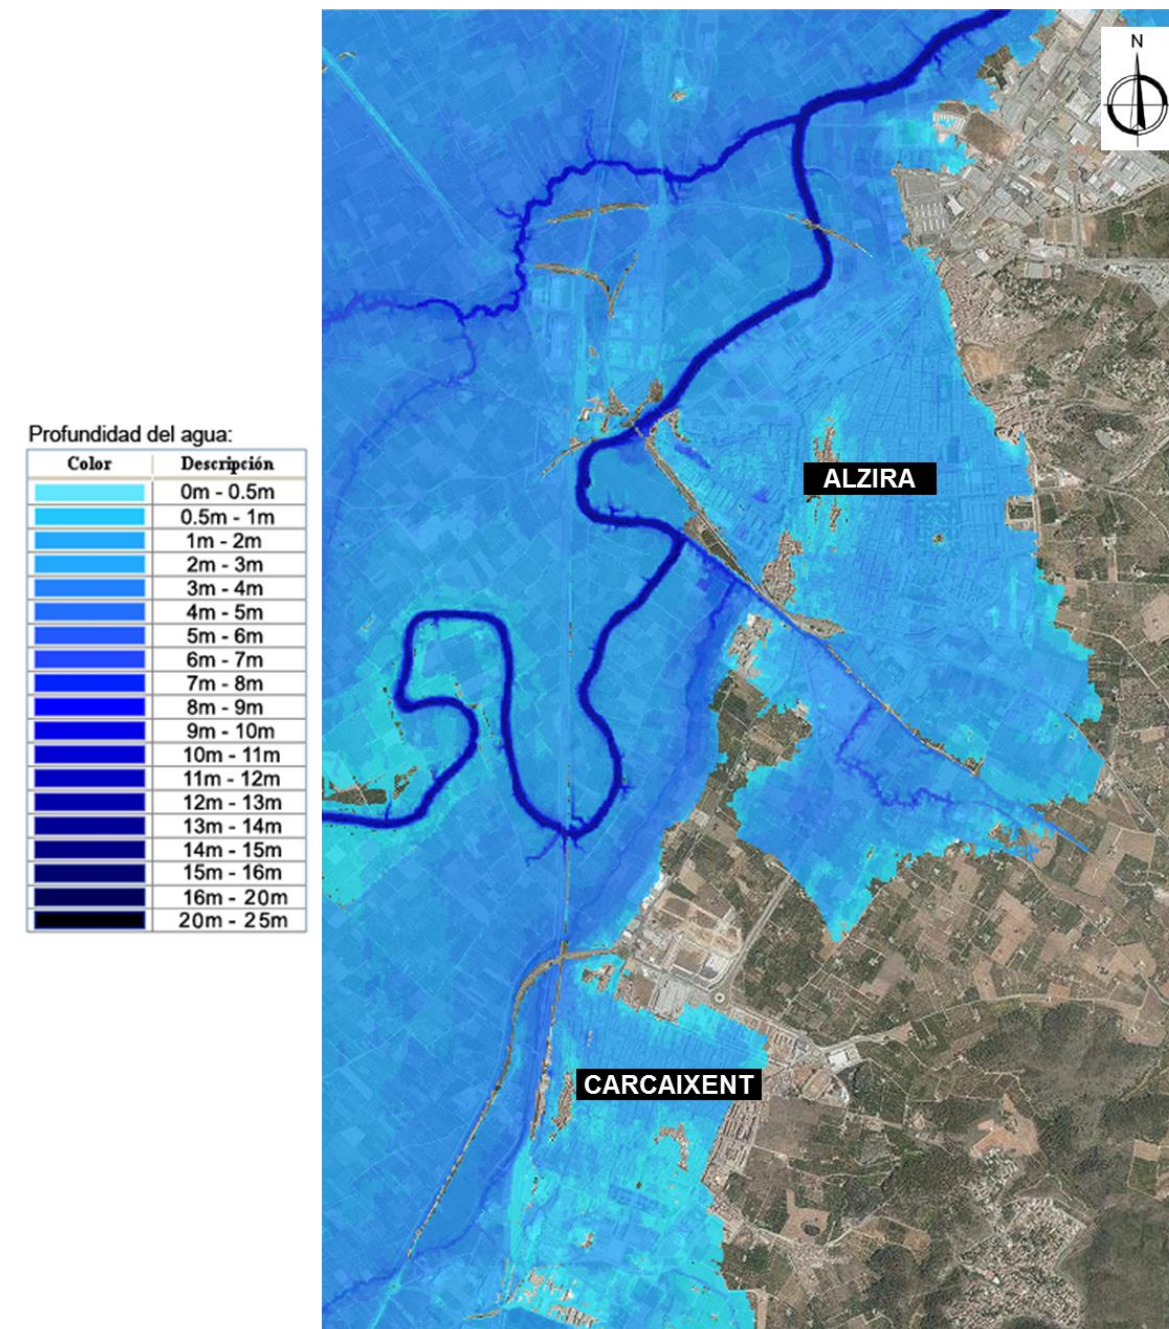 N
ALZIRA
CARCAIXENT
Profundidad del agua:
Color Descripción
0m - 0.5m
0.5m - 1m
1m - 2m
2m - 3m
3m - 4m
4m - 5m
5m - 6m
6m - 7m
7m - 8m
8m - 9m
9m - 10m
10m - 11m
11m - 12m
12m - 13m
13m - 14m
14m - 15m
15m - 16m
16m - 20m
20m - 25m